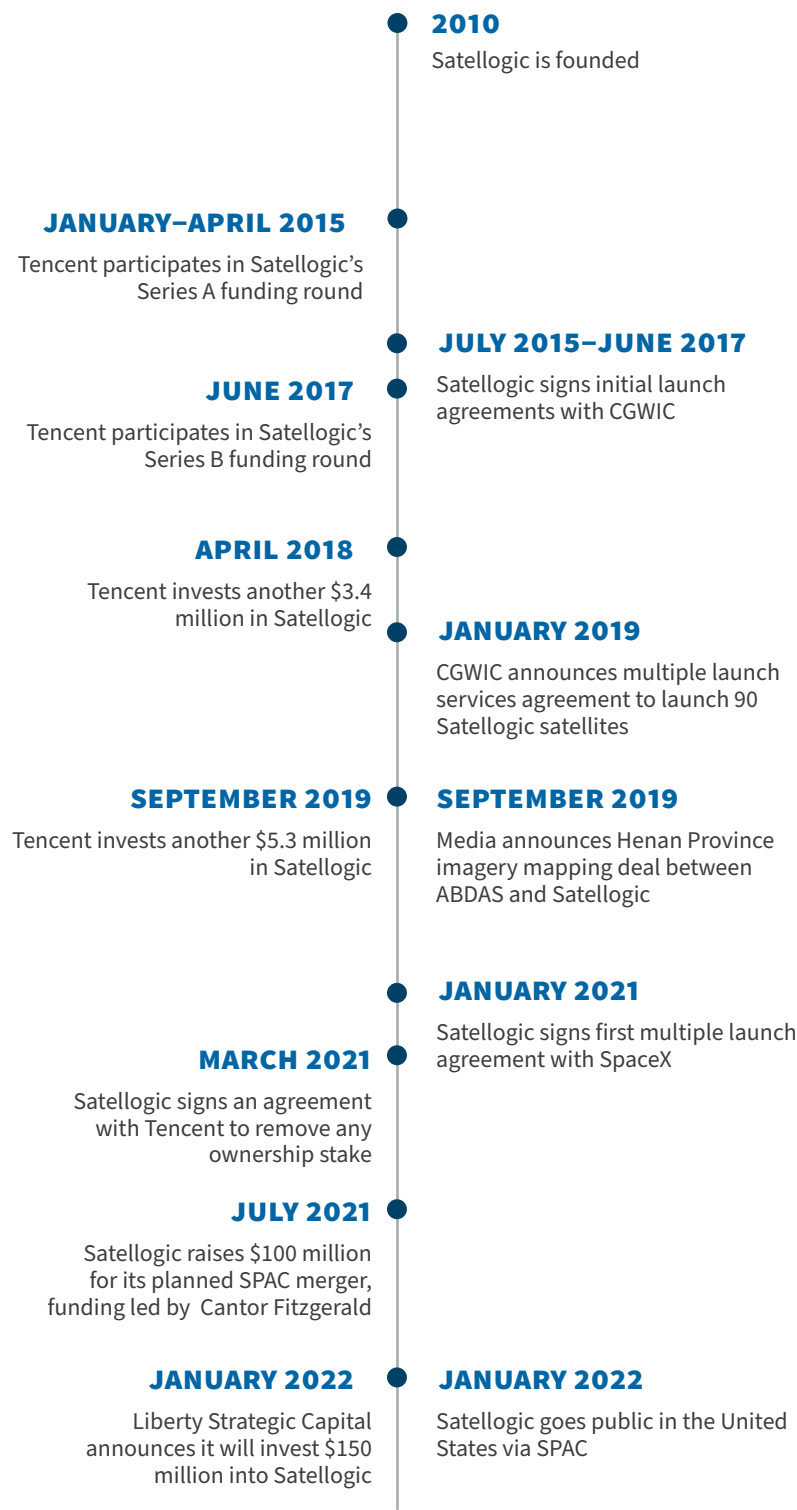 2010
Satellogic is founded
JANUARY–APRIL 2015
Tencent participates in Satellogic's
Series A funding round
JULY 2015–JUNE 2017
Satellogic signs initial launch
agreements with CGWIC
JUNE 2017
Tencent participates in Satellogic's
Series B funding round
APRIL 2018
Tencent invests another $3.4
million in Satellogic
JANUARY 2019
CGWIC announces multiple launch
services agreement to launch 90
Satellogic satellites
SEPTEMBER 2019
Tencent invests another $5.3 million
in Satellogic
SEPTEMBER 2019
Media announces Henan Province
imagery mapping deal between
ABDAS and Satellogic
JANUARY 2021
Satellogic signs first multiple launch
agreement with SpaceX
MARCH 2021
Satellogic signs an agreement
with Tencent to remove any
ownership stake
JULY 2021
Satellogic raises $100 million
for its planned SPAC merger,
funding led by Cantor Fitzgerald
JANUARY 2022
Liberty Strategic Capital
announces it will invest $150
million into Satellogic
JANUARY 2022
Satellogic goes public in the United
States via SPAC